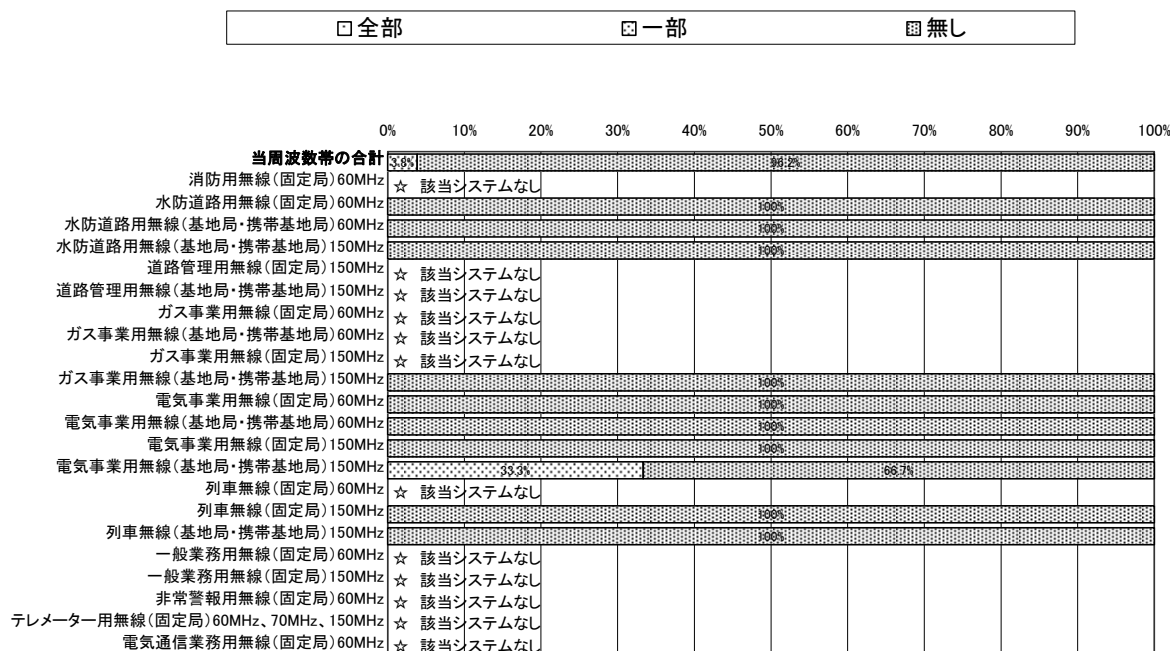 全部 一部 無し
0% 10% 20% 30% 40% 50% 60% 70% 80% 90% 100%
当周波数帯の合計 3.8% 96.2%
消防用無線(固定局)60MHz ☆ 該当システムなし
水防道路用無線(固定局)60MHz 100%
水防道路用無線(基地局・携帯基地局)60MHz 100%
水防道路用無線(基地局・携帯基地局)150MHz 100%
道路管理用無線(固定局)150MHz ☆ 該当システムなし
道路管理用無線(基地局・携帯基地局)150MHz ☆ 該当システムなし
ガス事業用無線(固定局)60MHz ☆ 該当システムなし
ガス事業用無線(基地局・携帯基地局)60MHz ☆ 該当システムなし
ガス事業用無線(固定局)150MHz ☆ 該当システムなし
ガス事業用無線(基地局・携帯基地局)150MHz 100%
電気事業用無線(固定局)60MHz 100%
電気事業用無線(基地局・携帯基地局)60MHz 100%
電気事業用無線(固定局)150MHz 100%
電気事業用無線(基地局・携帯基地局)150MHz 33.3% 66.7%
列車無線(固定局)60MHz ☆ 該当システムなし
列車無線(固定局)150MHz 100%
列車無線(基地局・携帯基地局)150MHz 100%
一般業務用無線(固定局)60MHz ☆ 該当システムなし
一般業務用無線(固定局)150MHz ☆ 該当システムなし
非常警報用無線(固定局)60MHz ☆ 該当システムなし
テレメーター用無線(固定局)60MHz、70MHz、150MHz ☆ 該当システムなし
電気通信業務用無線(固定局)60MHz ☆ 該当システムなし